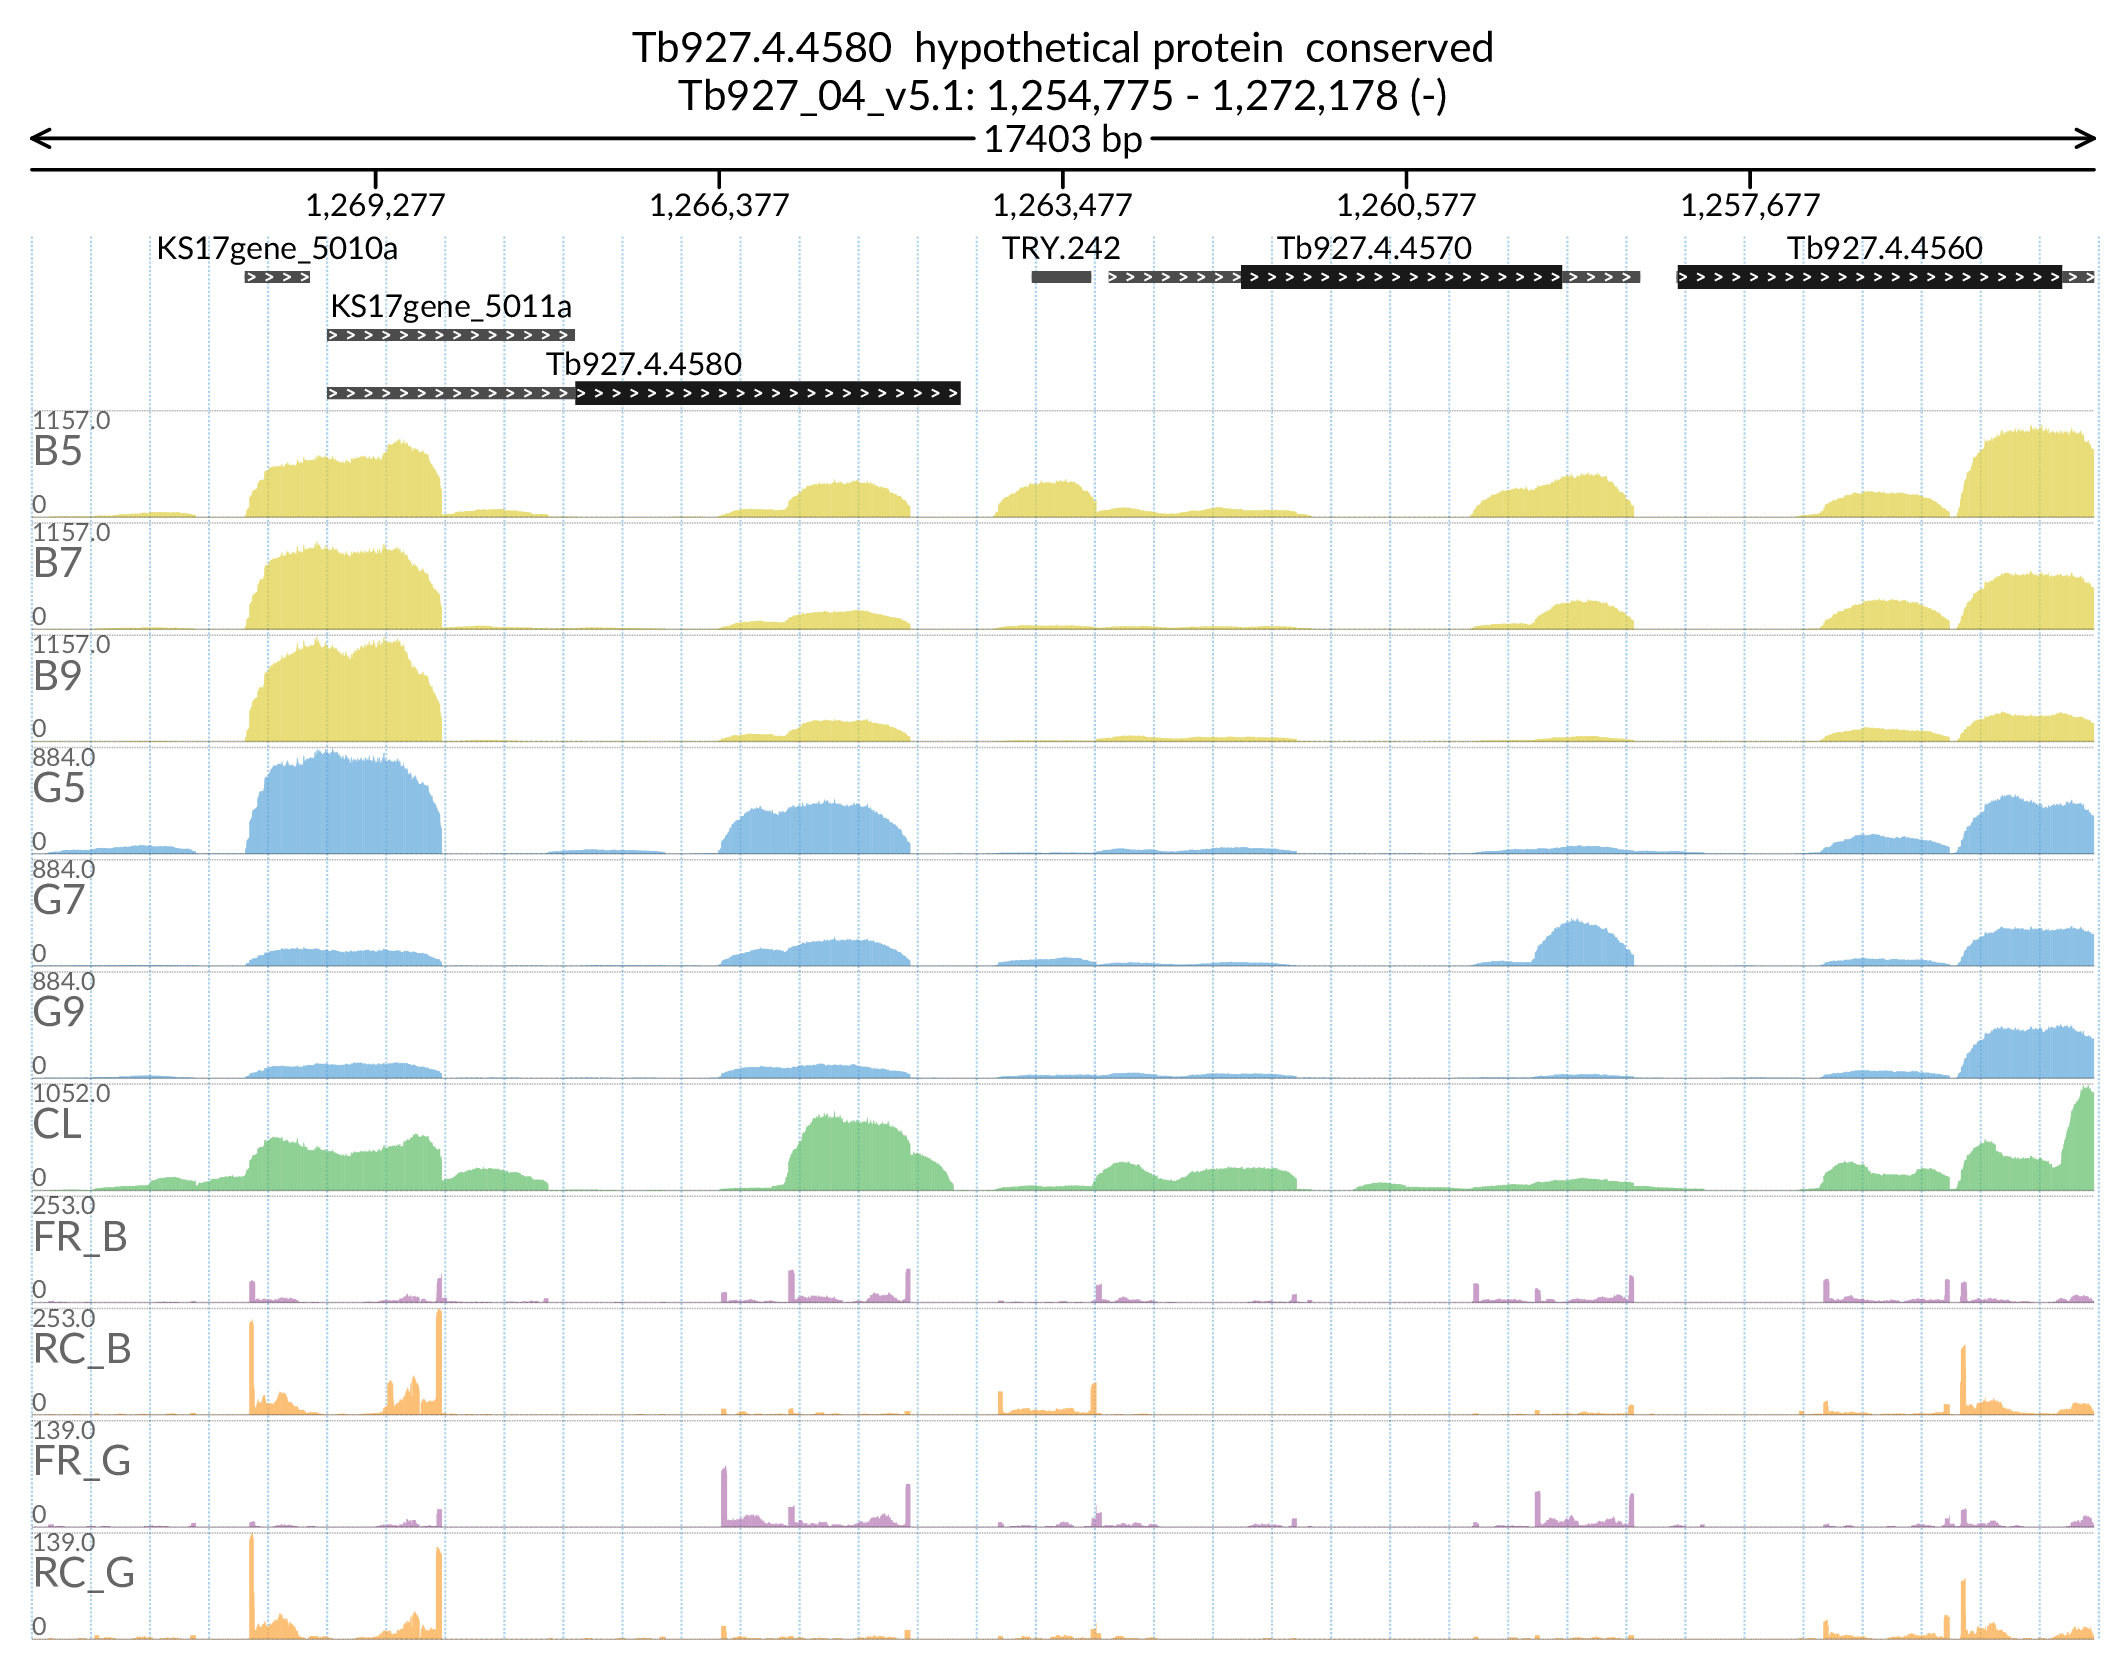 Tb927.4.4580  hypothetical protein  conserved
Tb927_04_v5.1: 1,254,775 - 1,272,178 (-)
17403 bp
1,269,277 1,266,377 1,263,477 1,260,577 1,257,677
KS17gene_5010a TRY.242 Tb927.4.4570 Tb927.4.4560
KS17gene_5011a
Tb927.4.4580
1157.0
B5
0
1157.0
B7
0
1157.0
B9
0
884.0
G5
0
884.0
G7
0
884.0
G9
0
1052.0
CL
0
253.0
FR_B
0
253.0
RC_B
0
139.0
FR_G
0
139.0
RC_G
0